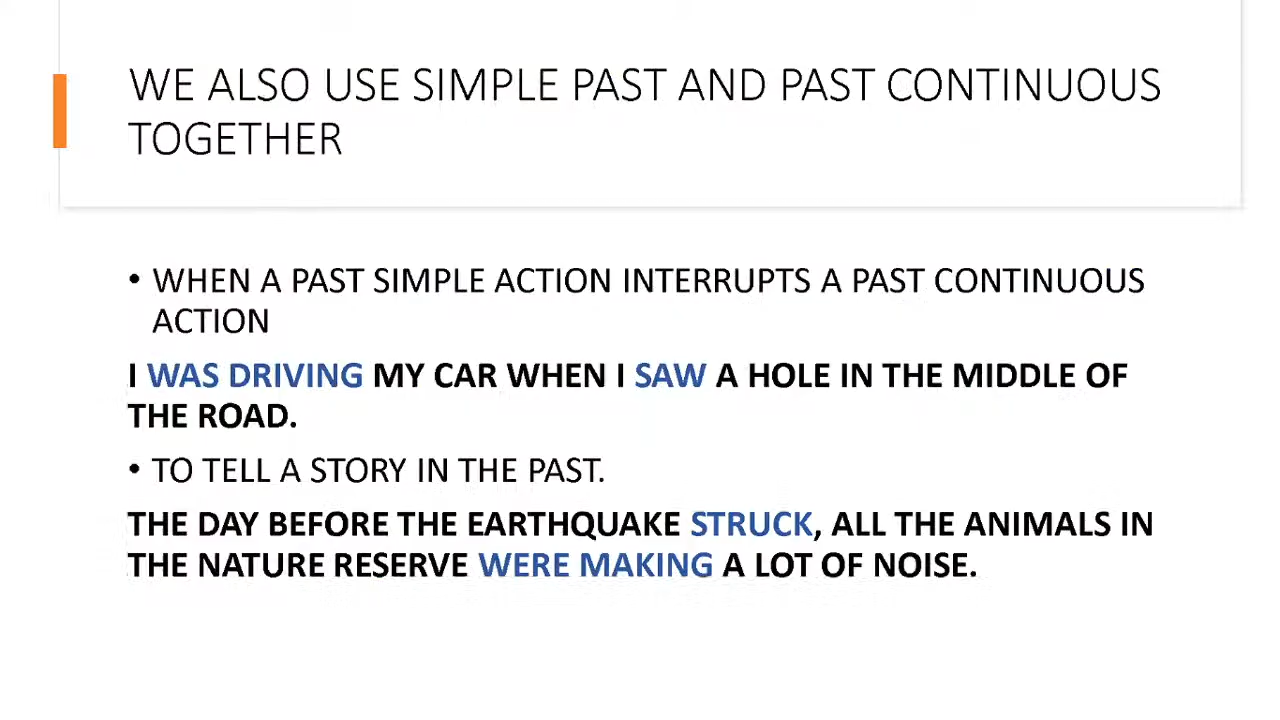 WE ALSO USE SIMPLE PAST AND PAST CONTINUOUS
TOGETHER
• WHEN A PAST SIMPLE ACTION INTERRUPTS A PAST CONTINUOUS
ACTION
I WAS DRIVING MY CAR WHEN I SAW A HOLE IN THE MIDDLE OF
THE ROAD.
• TO TELL A STORY IN THE PAST.
THE DAY BEFORE THE EARTHQUAKE STRUCK, ALL THE ANIMALS IN
THE NATURE RESERVE WERE MAKING A LOT OF NOISE.